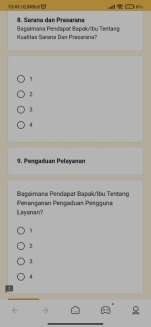 8. Sarana dan Prasarana
Bagaimana Pendapat Bapak/Ibu Tentang
Kualitas Sarana Dan Prasarana?
1
2
3
4
9. Pengaduan Pelayanan
Bagaimana Pendapat Bapak/Ibu Tentang
Penanganan Pengaduan Pengguna
Layanan?
1
2
3
4